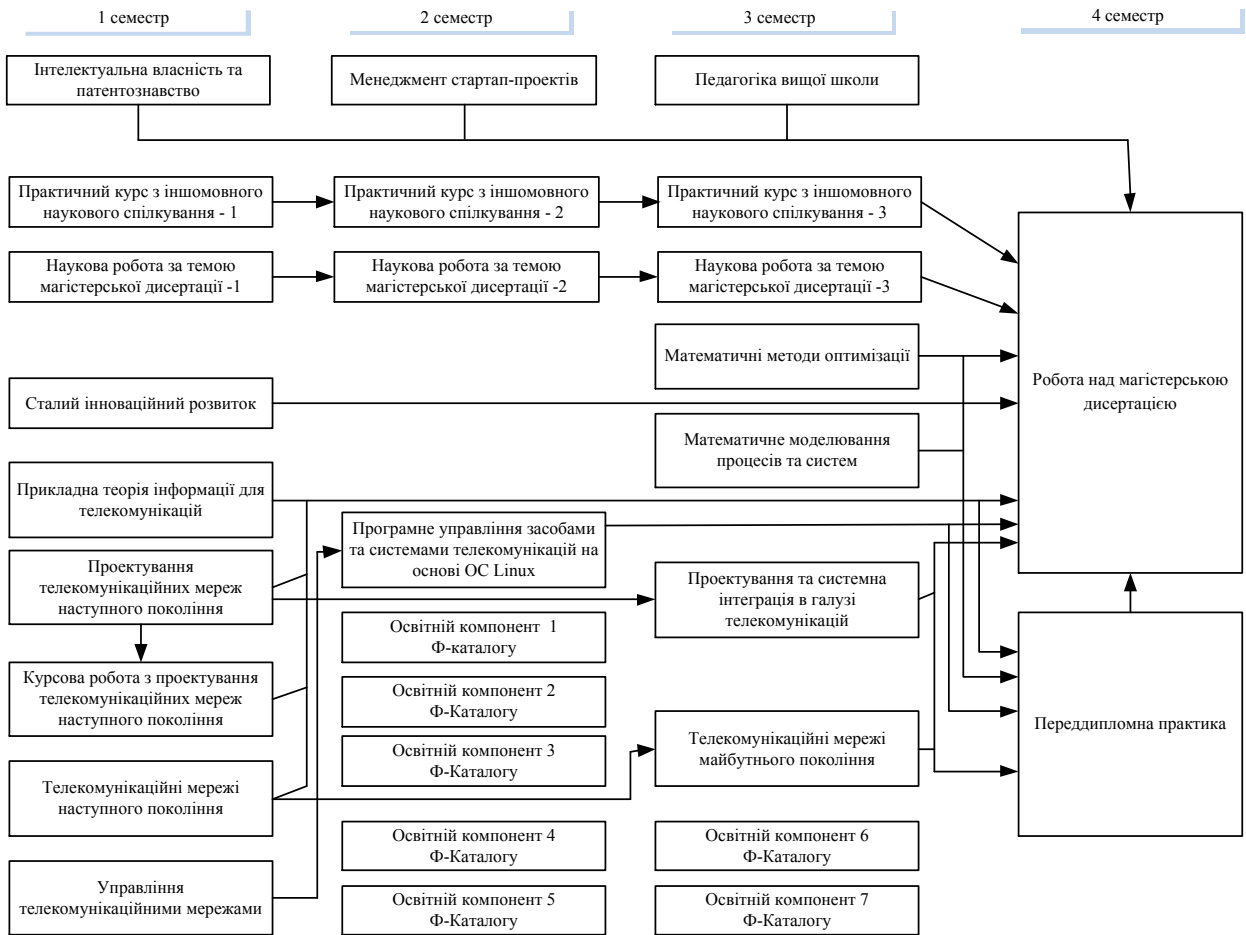 1 семестр
2 семестр
3 семестр
4 семестр
Інтелектуальна власність та
патентознавство
Менеджмент стартап-проектів
Педагогіка вищої школи
Практичний курс з іншомовного
наукового спілкування - 1
Практичний курс з іншомовного
наукового спілкування - 2
Практичний курс з іншомовного
наукового спілкування - 3
Наукова робота за темою
магістерської дисертації -1
Наукова робота за темою
магістерської дисертації -2
Наукова робота за темою
магістерської дисертації -3
Математичні методи оптимізації
Робота над магістерською
дисертацією
Сталий інноваційний розвиток
Математичне моделювання
процесів та систем
Прикладна теорія інформації для
телекомунікацій
Програмне управління засобами
та системами телекомунікацій на
основі ОС Linux
Проектування
телекомунікаційних мереж
наступного покоління
Проектування та системна
інтеграція в галузі
телекомунікацій
Освітній компонент 1
Ф-каталогу
Курсова робота з проектування
телекомунікаційних мереж
наступного покоління
Освітній компонент 2
Ф-Каталогу
Переддипломна практика
Освітній компонент 3
Ф-Каталогу
Телекомунікаційні мережі
майбутнього покоління
Телекомунікаційні мережі
наступного покоління
Освітній компонент 4
Ф-Каталогу
Освітній компонент 6
Ф-Каталогу
Управління
телекомунікаційними мережами
Освітній компонент 5
Ф-Каталогу
Освітній компонент 7
Ф-Каталогу